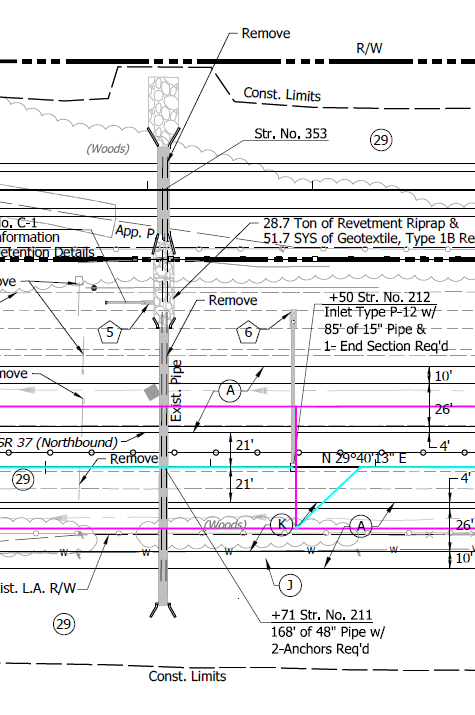 Remove
R/W
Const. Limits
Str. No. 353
29
(Woods)
C-1
App. P
28.7 Ton of Revetment Riprap &
51.7 SYS of Geotextile, Type 1B Re
etention Details
Remove
+50 Str. No. 212
Inlet Type P-12 w/
85' of 15" Pipe &
1- End Section Req'd
5
6
Exist. Pipe
A
10'
26'
4'
SR 37 (Northbound)
21'
Remove
N 29°40'13" E
29
21'
4'
(Woods)
K
A
26'
W
W
W
W
W
10'
ist. L.A. R/W
J
29
+71 Str. No. 211
168' of 48" Pipe w/
2-Anchors Req'd
Const. Limits